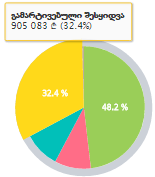 გამარტივებული შესყიდვა
905 083 ₾ (32.4%)
32.4 %
48.2 %